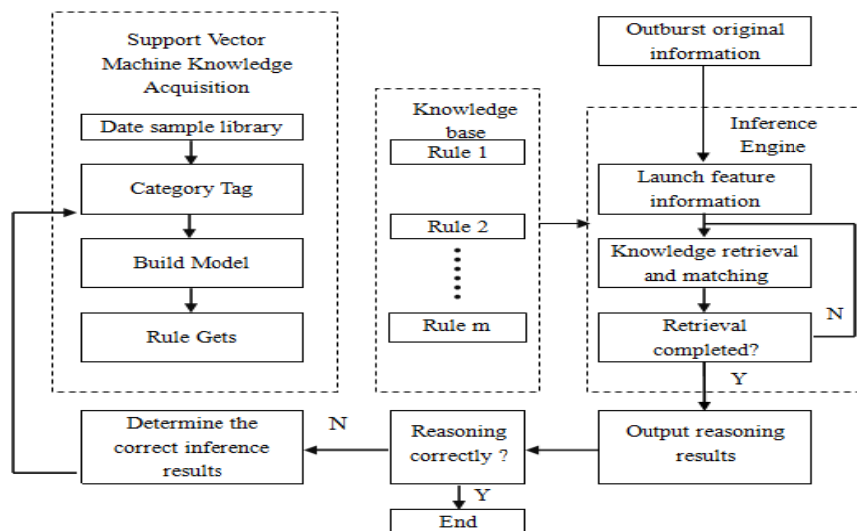 Support Vector
Machine Knowledge
Acquisition
Date sample library
Category Tag
Build Model
Rule Gets
Knowledge
base
Rule 1
Rule 2
Rule m
Outburst original
information
Inference
Engine
Launch feature
information
Knowledge retrieval
and matching
N
Retrieval
completed?
Y
Output reasoning
results
Reasoning
correctly ?
N
Determine the
correct inference
results
Y
End